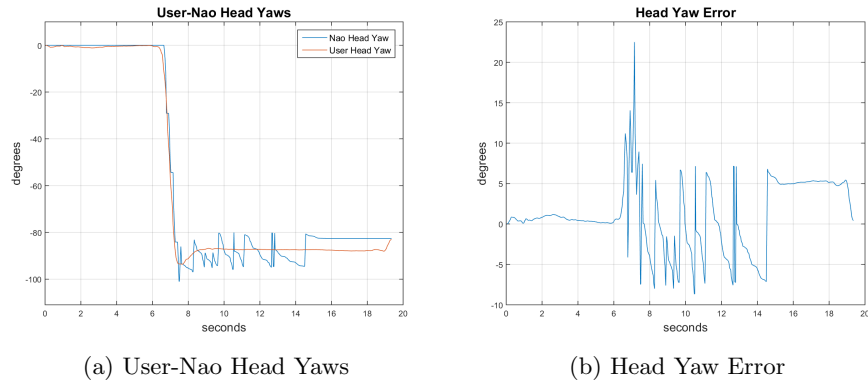 User-Nao Head Yaws
Nao Head Yaw
User Head Yaw
degrees
0
-20
-40
-60
-80
-100
0 2 4 6 8 10 12 14 16 18 20
seconds
(a) User-Nao Head Yaws
Head Yaw Error
degrees
25
20
15
10
5
0
-5
-10
0 2 4 6 8 10 12 14 16 18 20
seconds
(b) Head Yaw Error